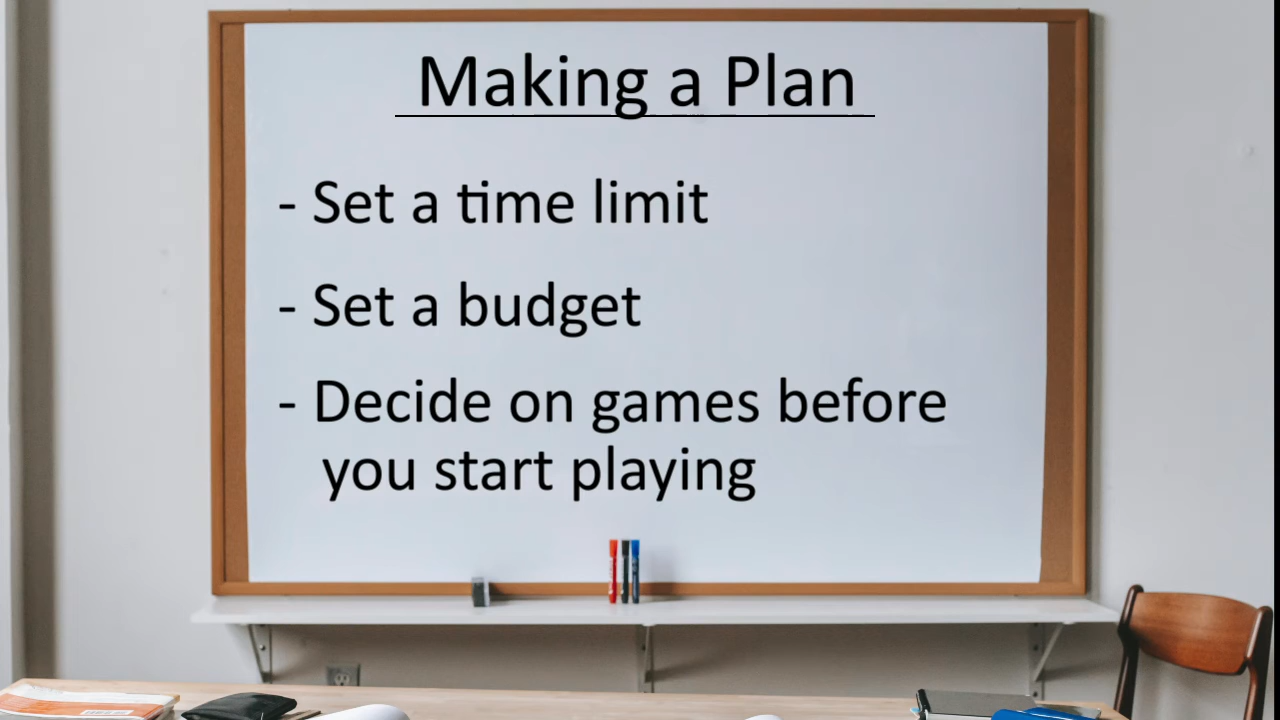 Making a Plan
- Set a time limit
- Set a budget
- Decide on games before
you start playing